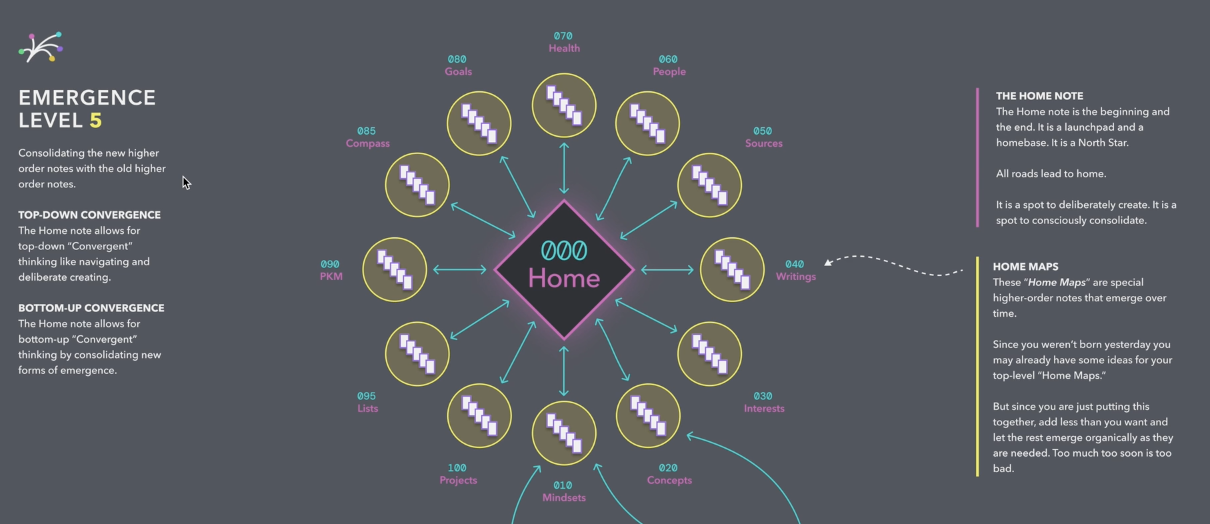 EMERGENCE
LEVEL 5
Consolidating the new higher
order notes with the old higher
order notes.
TOP-DOWN CONVERGENCE
The Home note allows for
top-down “Convergent”
thinking like navigating and
deliberate creating.
BOTTOM-UP CONVERGENCE
The Home note allows for
bottom-up “Convergent”
thinking by consolidating new
forms of emergence.
070
Health
080
Goals
060
People
085
Compass
050
Sources
090
PKM
000
Home
040
Writings
095
Lists
030
Interests
100
Projects
010
Mindsets
020
Concepts
THE HOME NOTE
The Home note is the beginning and
the end. It is a launchpad and a
homebase. It is a North Star.
All roads lead to home.
It is a spot to deliberately create. It is a
spot to consciously consolidate.
HOME MAPS
These “Home Maps” are special
higher-order notes that emerge over
time.
Since you weren’t born yesterday you
may already have some ideas for your
top-level “Home Maps.”
But since you are just putting this
together, add less than you want and
let the rest emerge organically as they
are needed. Too much too soon is too
bad.